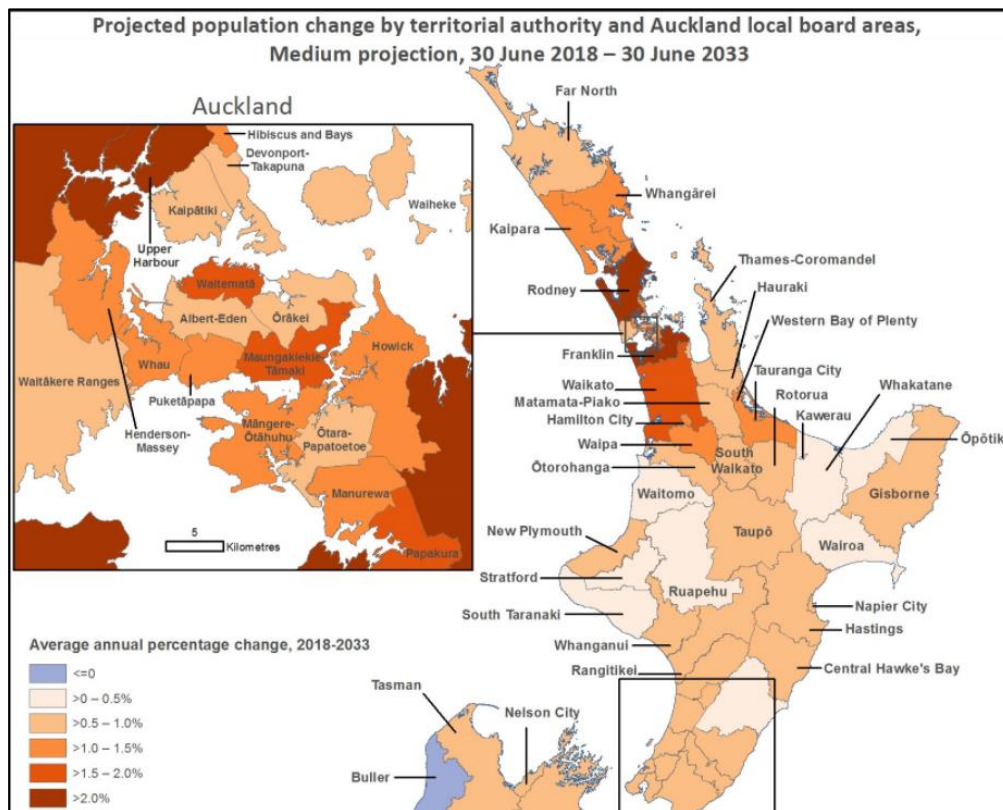 Projected population change by territorial authority and Auckland local board areas,
Medium projection, 30 June 2018 – 30 June 2033
Auckland
Hibiscus and Bays
Devonport-
Takapuna
Kaipātiki
Waiheke
Upper
Harbour
Waitematā
Albert-Eden
Ōrākei
Howick
Whau
Maungakiekie-
Tāmaki
Waitākere Ranges
Puketāpapa
Henderson-
Massey
Māngere-
Ōtāhuhu
Ōtara-
Papatoetoe
Manurewa
Papakura
5
Kilometres
Far North
Whangārei
Kaipara
Thames-Coromandel
Hauraki
Rodney
Western Bay of Plenty
Franklin
Tauranga City
Waikato
Rotorua
Whakatane
Matamata-Piako
Kawerau
Hamilton City
Ōpōtik
Waipa
South
Waikato
Ōtorohanga
Gisborne
Waitomo
Taupō
New Plymouth
Wairoa
Stratford
Ruapehu
South Taranaki
Napier City
Hastings
Whanganui
Rangitikei
Central Hawke's Bay
Average annual percentage change, 2018-2033
<=0
>0 – 0.5%
>0.5 – 1.0%
>1.0 – 1.5%
>1.5 – 2.0%
>2.0%
Tasman
Nelson City
Buller